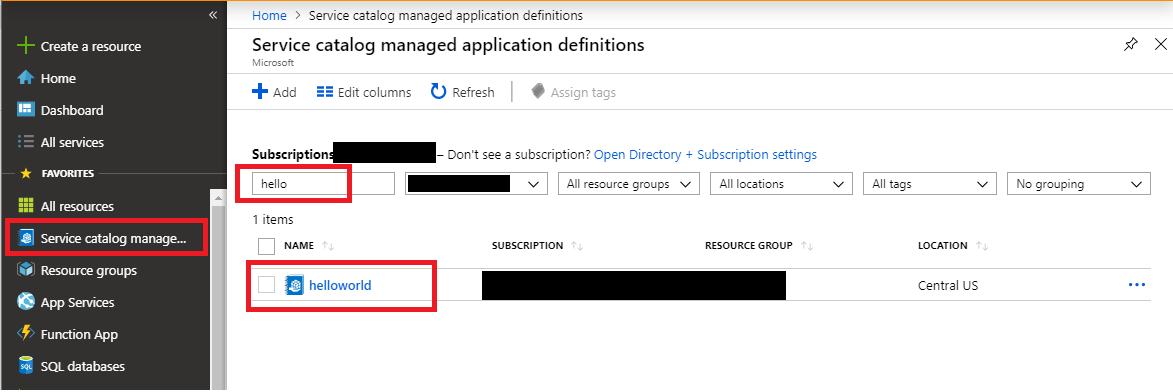 «
Create a resource
Home
Dashboard
All services
FAVORITES
All resources
Service catalog manage...
Resource groups
App Services
Function App
SQL databases
Home > Service catalog managed application definitions
Service catalog managed application definitions
Microsoft
Add Edit columns Refresh Assign tags
Subscriptions – Don't see a subscription? Open Directory + Subscription settings
hello All resource groups All locations All tags No grouping
1 items
NAME SUBSCRIPTION RESOURCE GROUP LOCATION
helloworld Central US ...